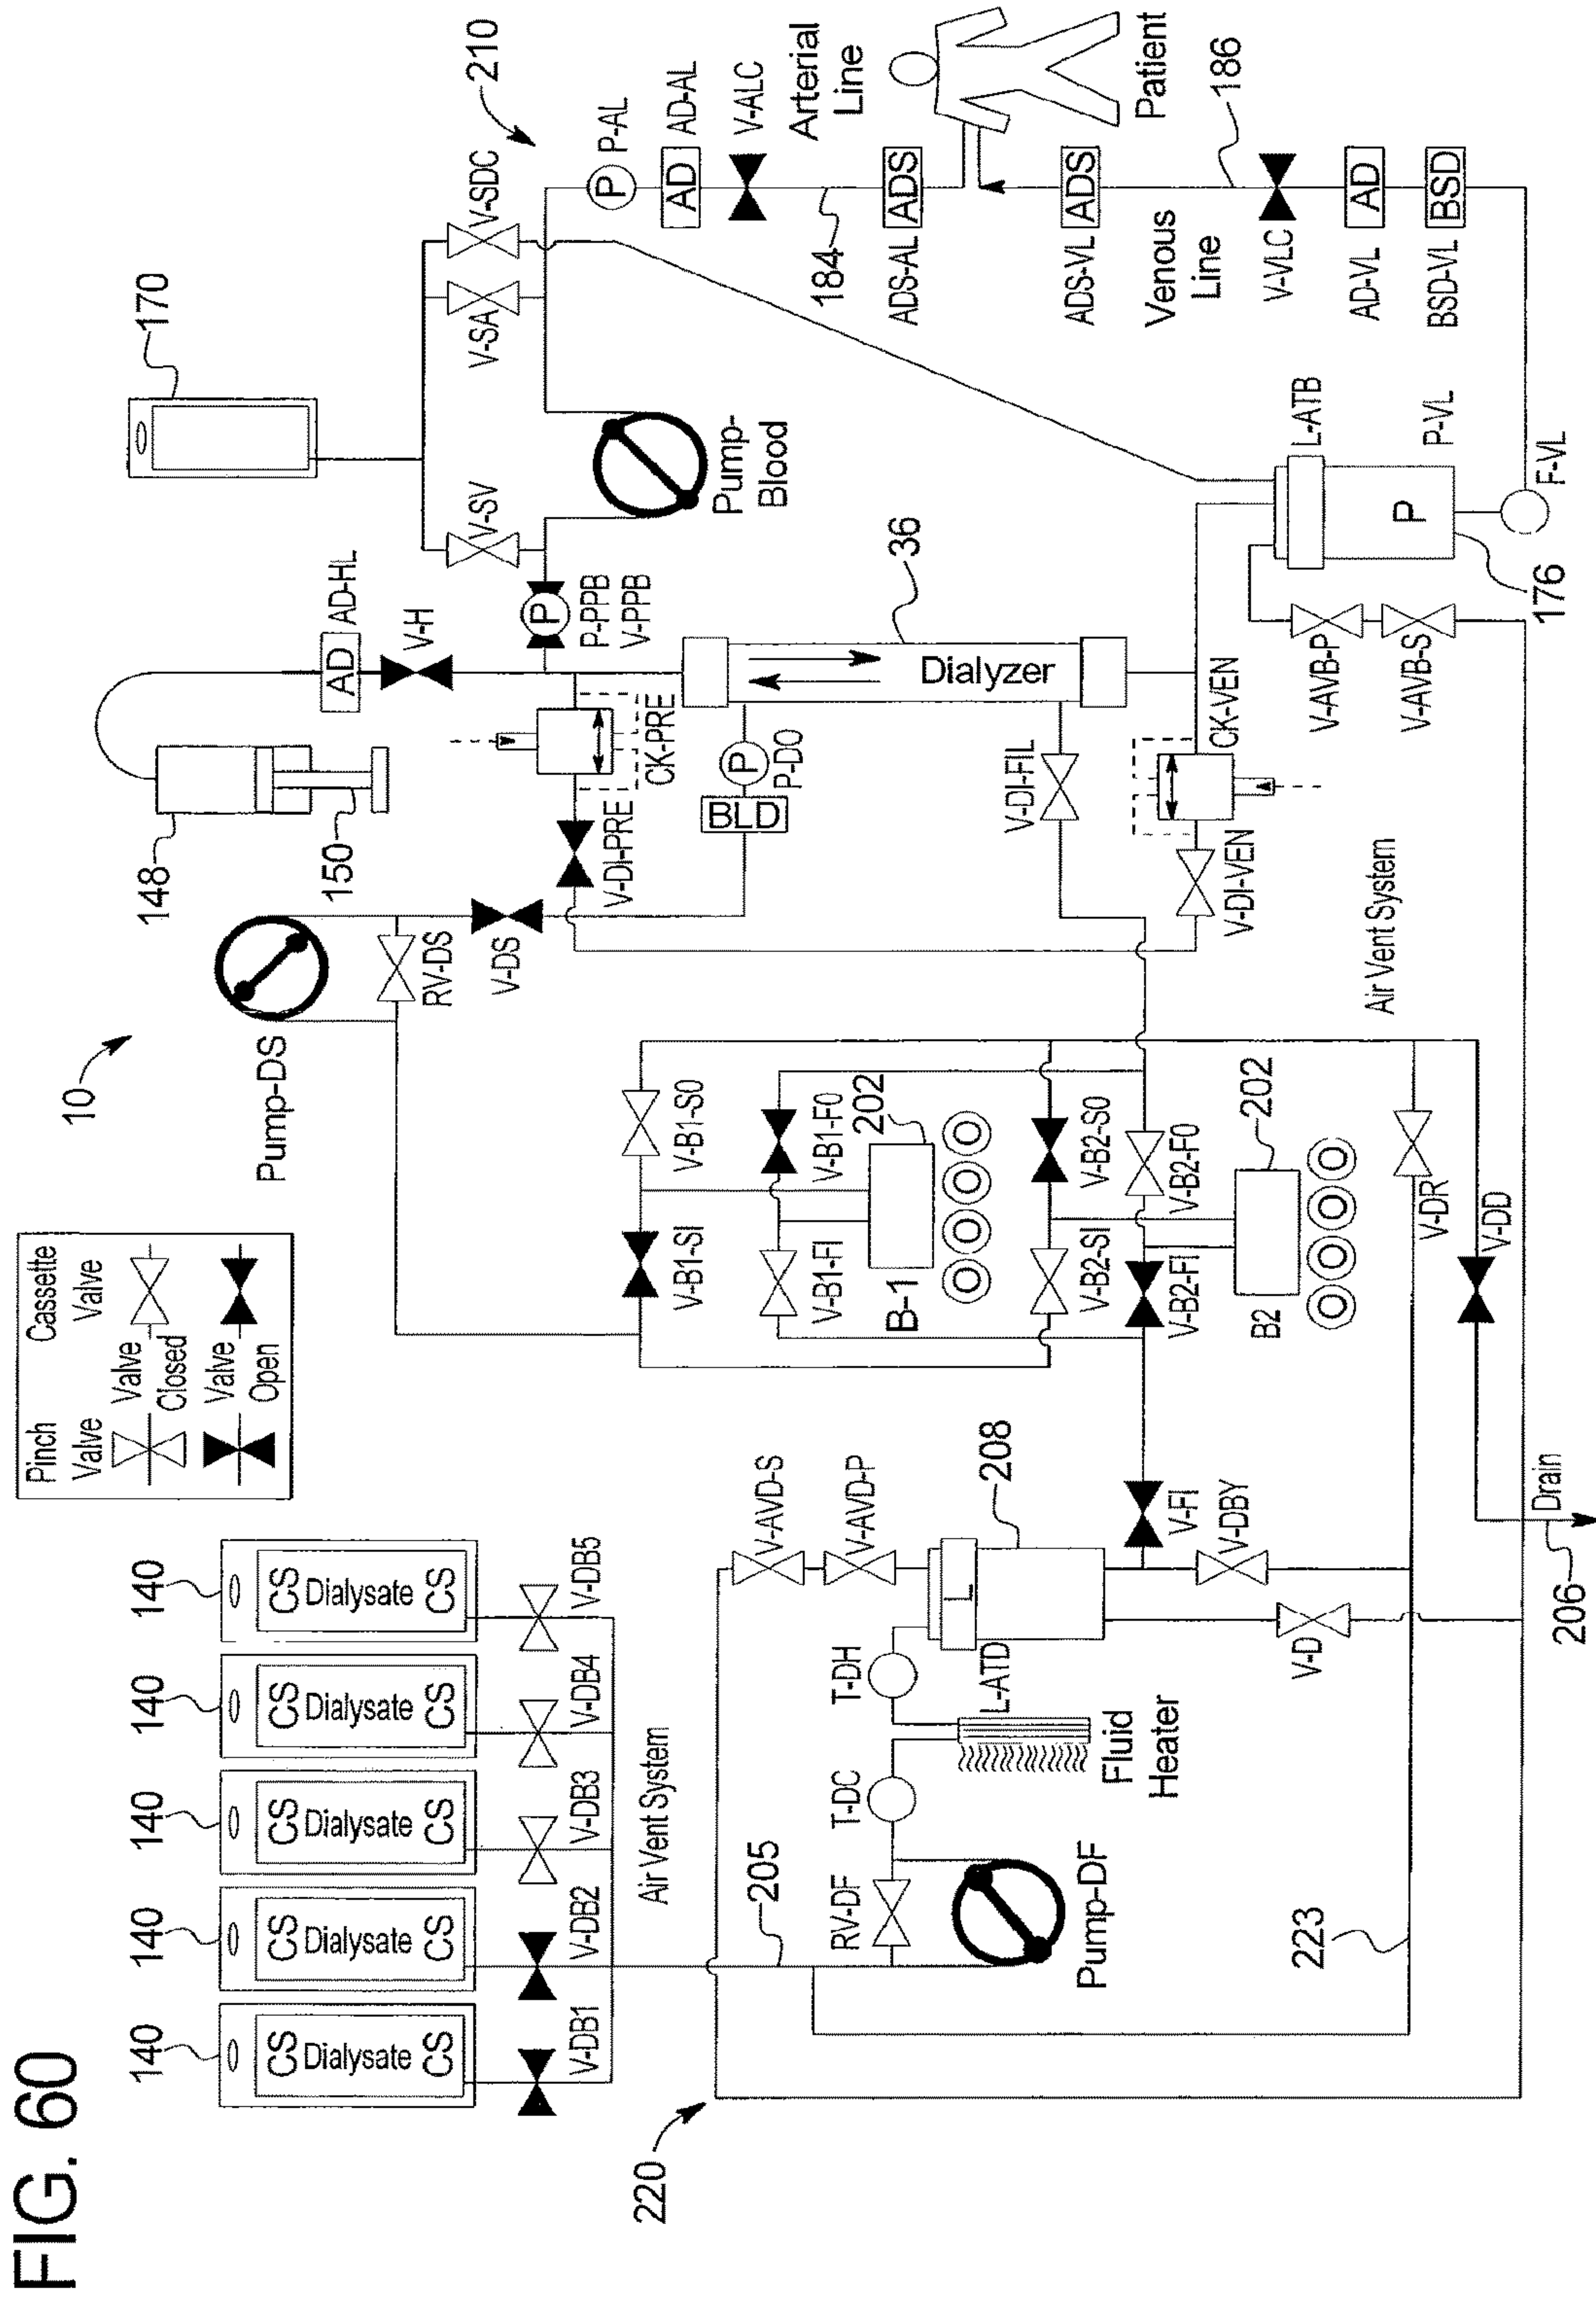 FIG. 60
10
Pinch
Valve
Cassette
Valve
Valve
Closed
Valve
Open
140
140
140
140
140
CS
Dialysate
CS
CS
Dialysate
CS
CS
Dialysate
CS
CS
Dialysate
CS
CS
Dialysate
CS
V-DB1
V-DB2
V-DB3
V-DB4
V-DB5
Air Vent System
220
205
V-AVD-S
V-AVD-P
RV-DF
T-DC
T-DH
L
L-ATD
208
Pump-DF
Fluid
Heater
V-FI
V-DBY
V-D
223
206
Drain
Pump-DS
RV-DS
V-DS
V-B1-SI
V-B1-S0
V-B1-FI
V-B1-F0
202
B-1
V-B2-SI
V-B2-S0
V-B2-FI
V-B2-F0
202
B2
V-DR
V-DD
Air Vent System
148
150
AD
AD-HL
V-H
P
P-PPB
V-PPB
CK-PRE
V-DI-PRE
BLD
P
P-DO
Dialyzer
36
V-DI-FIL
CK-VEN
V-DI-VEN
170
V-SV
V-SA
V-SDC
Pump-
Blood
210
P
P-AL
AD
AD-AL
V-ALC
Arterial
Line
184
ADS
ADS-AL
Patient
ADS
ADS-VL
Venous
Line
186
V-VLC
AD
AD-VL
BSD
BSD-VL
L-ATB
P
P-VL
F-VL
176
V-AVB-P
V-AVB-S